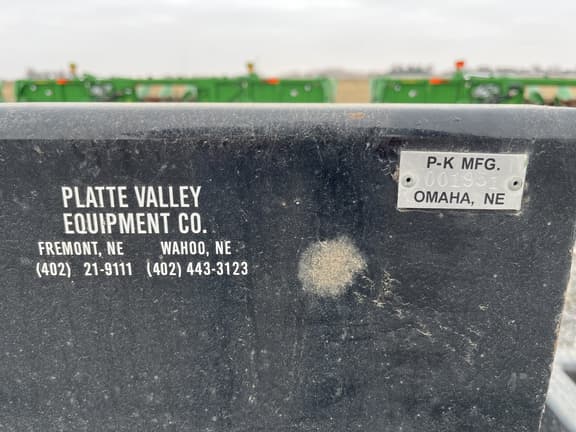 PLATTE VALLEY
EQUIPMENT CO.
FREMONT, NE WAHOO, NE
(402) 21-9111 (402) 443-3123
P-K MFG.
OMAHA, NE